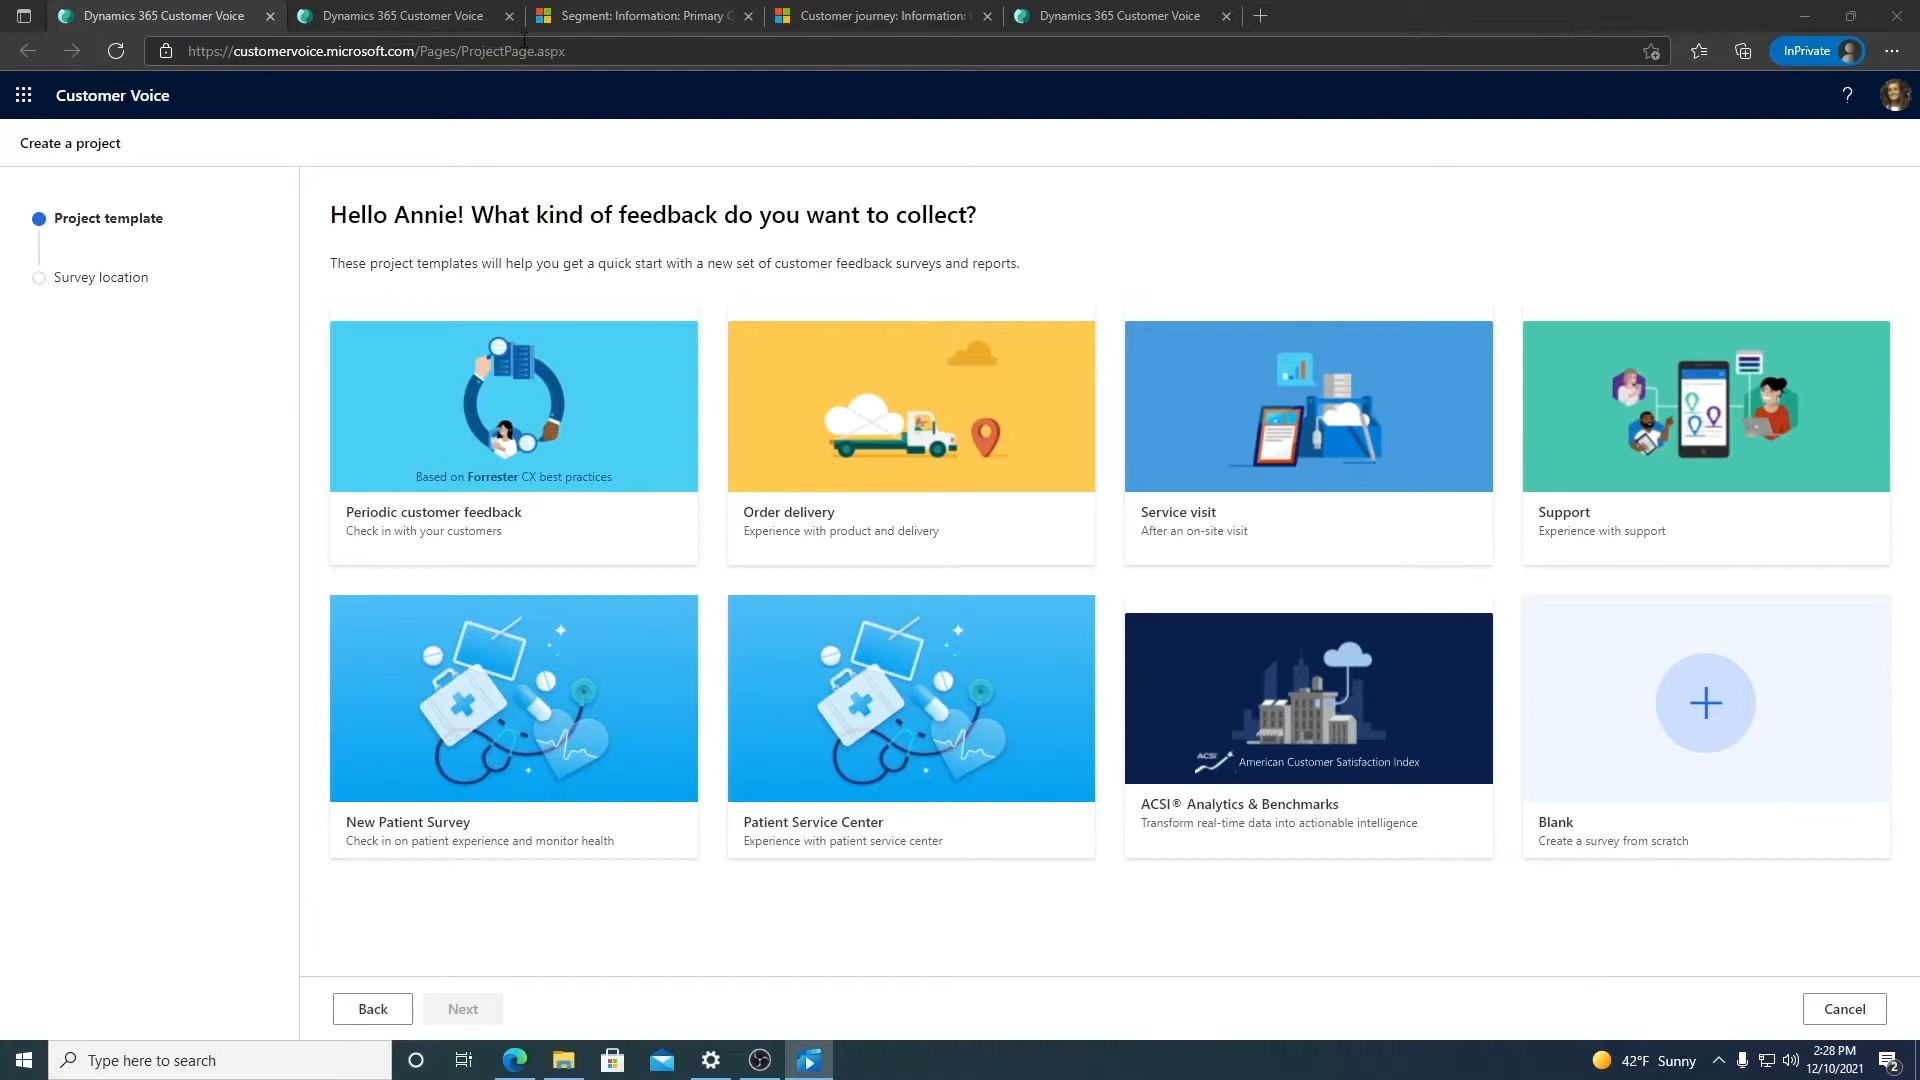 Dynamics 365 Customer Voice
Dynamics 365 Customer Voice
Segment: Information: Primary C
Customer journey: Information:
Dynamics 365 Customer Voice
https://customervoice.microsoft.com/Pages/ProjectPage.aspx
InPrivate
Customer Voice
?
Create a project
Project template
Survey location
Hello Annie! What kind of feedback do you want to collect?
These project templates will help you get a quick start with a new set of customer feedback surveys and reports.
Based on Forrester CX best practices
Periodic customer feedback
Check in with your customers
Order delivery
Experience with product and delivery
Service visit
After an on-site visit
Support
Experience with support
New Patient Survey
Check in on patient experience and monitor health
Patient Service Center
Experience with patient service center
ACSI American Customer Satisfaction Index
ACSI® Analytics & Benchmarks
Transform real-time data into actionable intelligence
Blank
Create a survey from scratch
Back
Next
Cancel
Type here to search
42°F Sunny
2:28 PM
12/10/2021
2